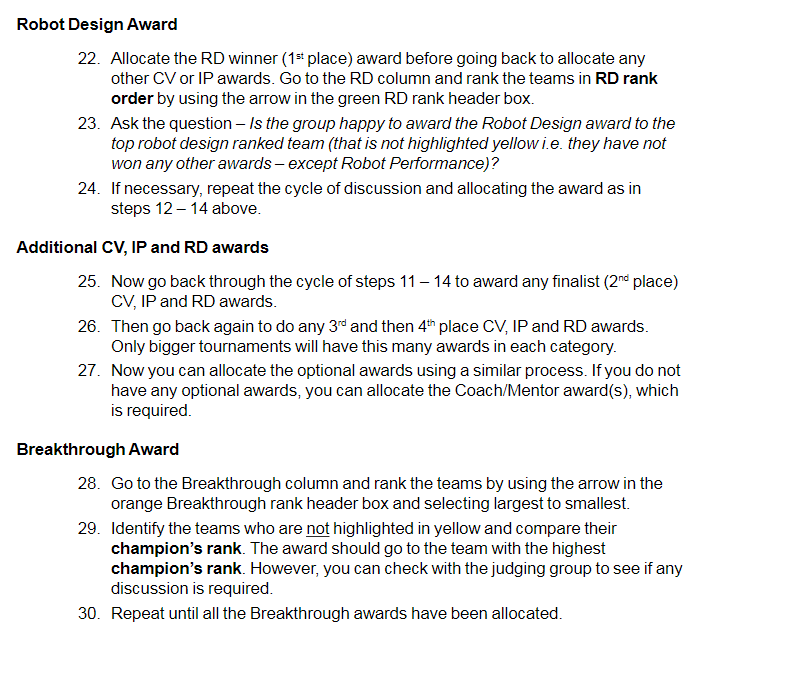 Robot Design Award
22. Allocate the RD winner (1st place) award before going back to allocate any
other CV or IP awards. Go to the RD column and rank the teams in RD rank
order by using the arrow in the green RD rank header box.
23. Ask the question – Is the group happy to award the Robot Design award to the
top robot design ranked team (that is not highlighted yellow i.e. they have not
won any other awards – except Robot Performance)?
24. If necessary, repeat the cycle of discussion and allocating the award as in
steps 12 – 14 above.
Additional CV, IP and RD awards
25. Now go back through the cycle of steps 11 – 14 to award any finalist (2nd place)
CV, IP and RD awards.
26. Then go back again to do any 3rd and then 4th place CV, IP and RD awards.
Only bigger tournaments will have this many awards in each category.
27. Now you can allocate the optional awards using a similar process. If you do not
have any optional awards, you can allocate the Coach/Mentor award(s), which
is required.
Breakthrough Award
28. Go to the Breakthrough column and rank the teams by using the arrow in the
orange Breakthrough rank header box and selecting largest to smallest.
29. Identify the teams who are not highlighted in yellow and compare their
champion’s rank. The award should go to the team with the highest
champion’s rank. However, you can check with the judging group to see if any
discussion is required.
30. Repeat until all the Breakthrough awards have been allocated.